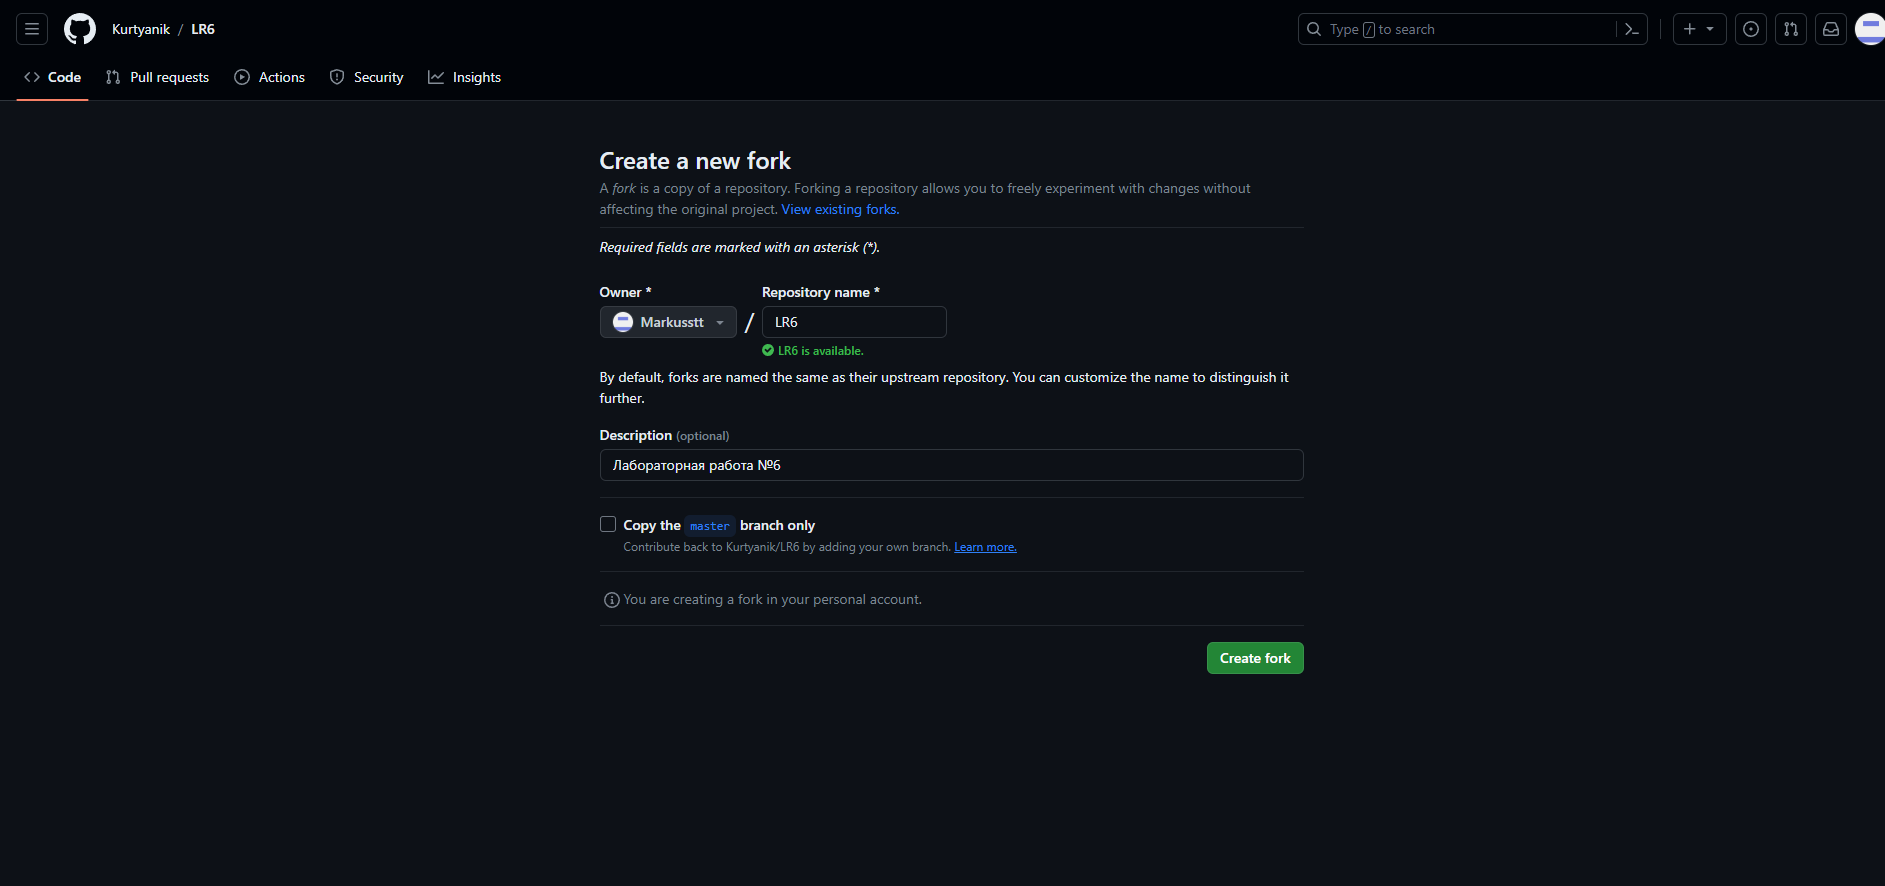 Kurtyanik / LR6
Type / to search
Code Pull requests Actions Security Insights
Create a new fork
A fork is a copy of a repository. Forking a repository allows you to freely experiment with changes without
affecting the original project. View existing forks.
Required fields are marked with an asterisk (*).
Owner * Repository name *
Markusstt / LR6
LR6 is available.
By default, forks are named the same as their upstream repository. You can customize the name to distinguish it
further.
Description (optional)
Лабораторная работа №6
Copy the master branch only
Contribute back to Kurtyanik/LR6 by adding your own branch. Learn more.
You are creating a fork in your personal account.
Create fork